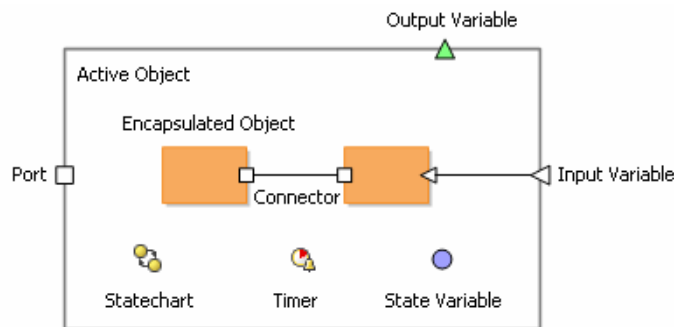 Output Variable
Active Object
Encapsulated Object
Port
Input Variable
Connector
Statechart
Timer
State Variable